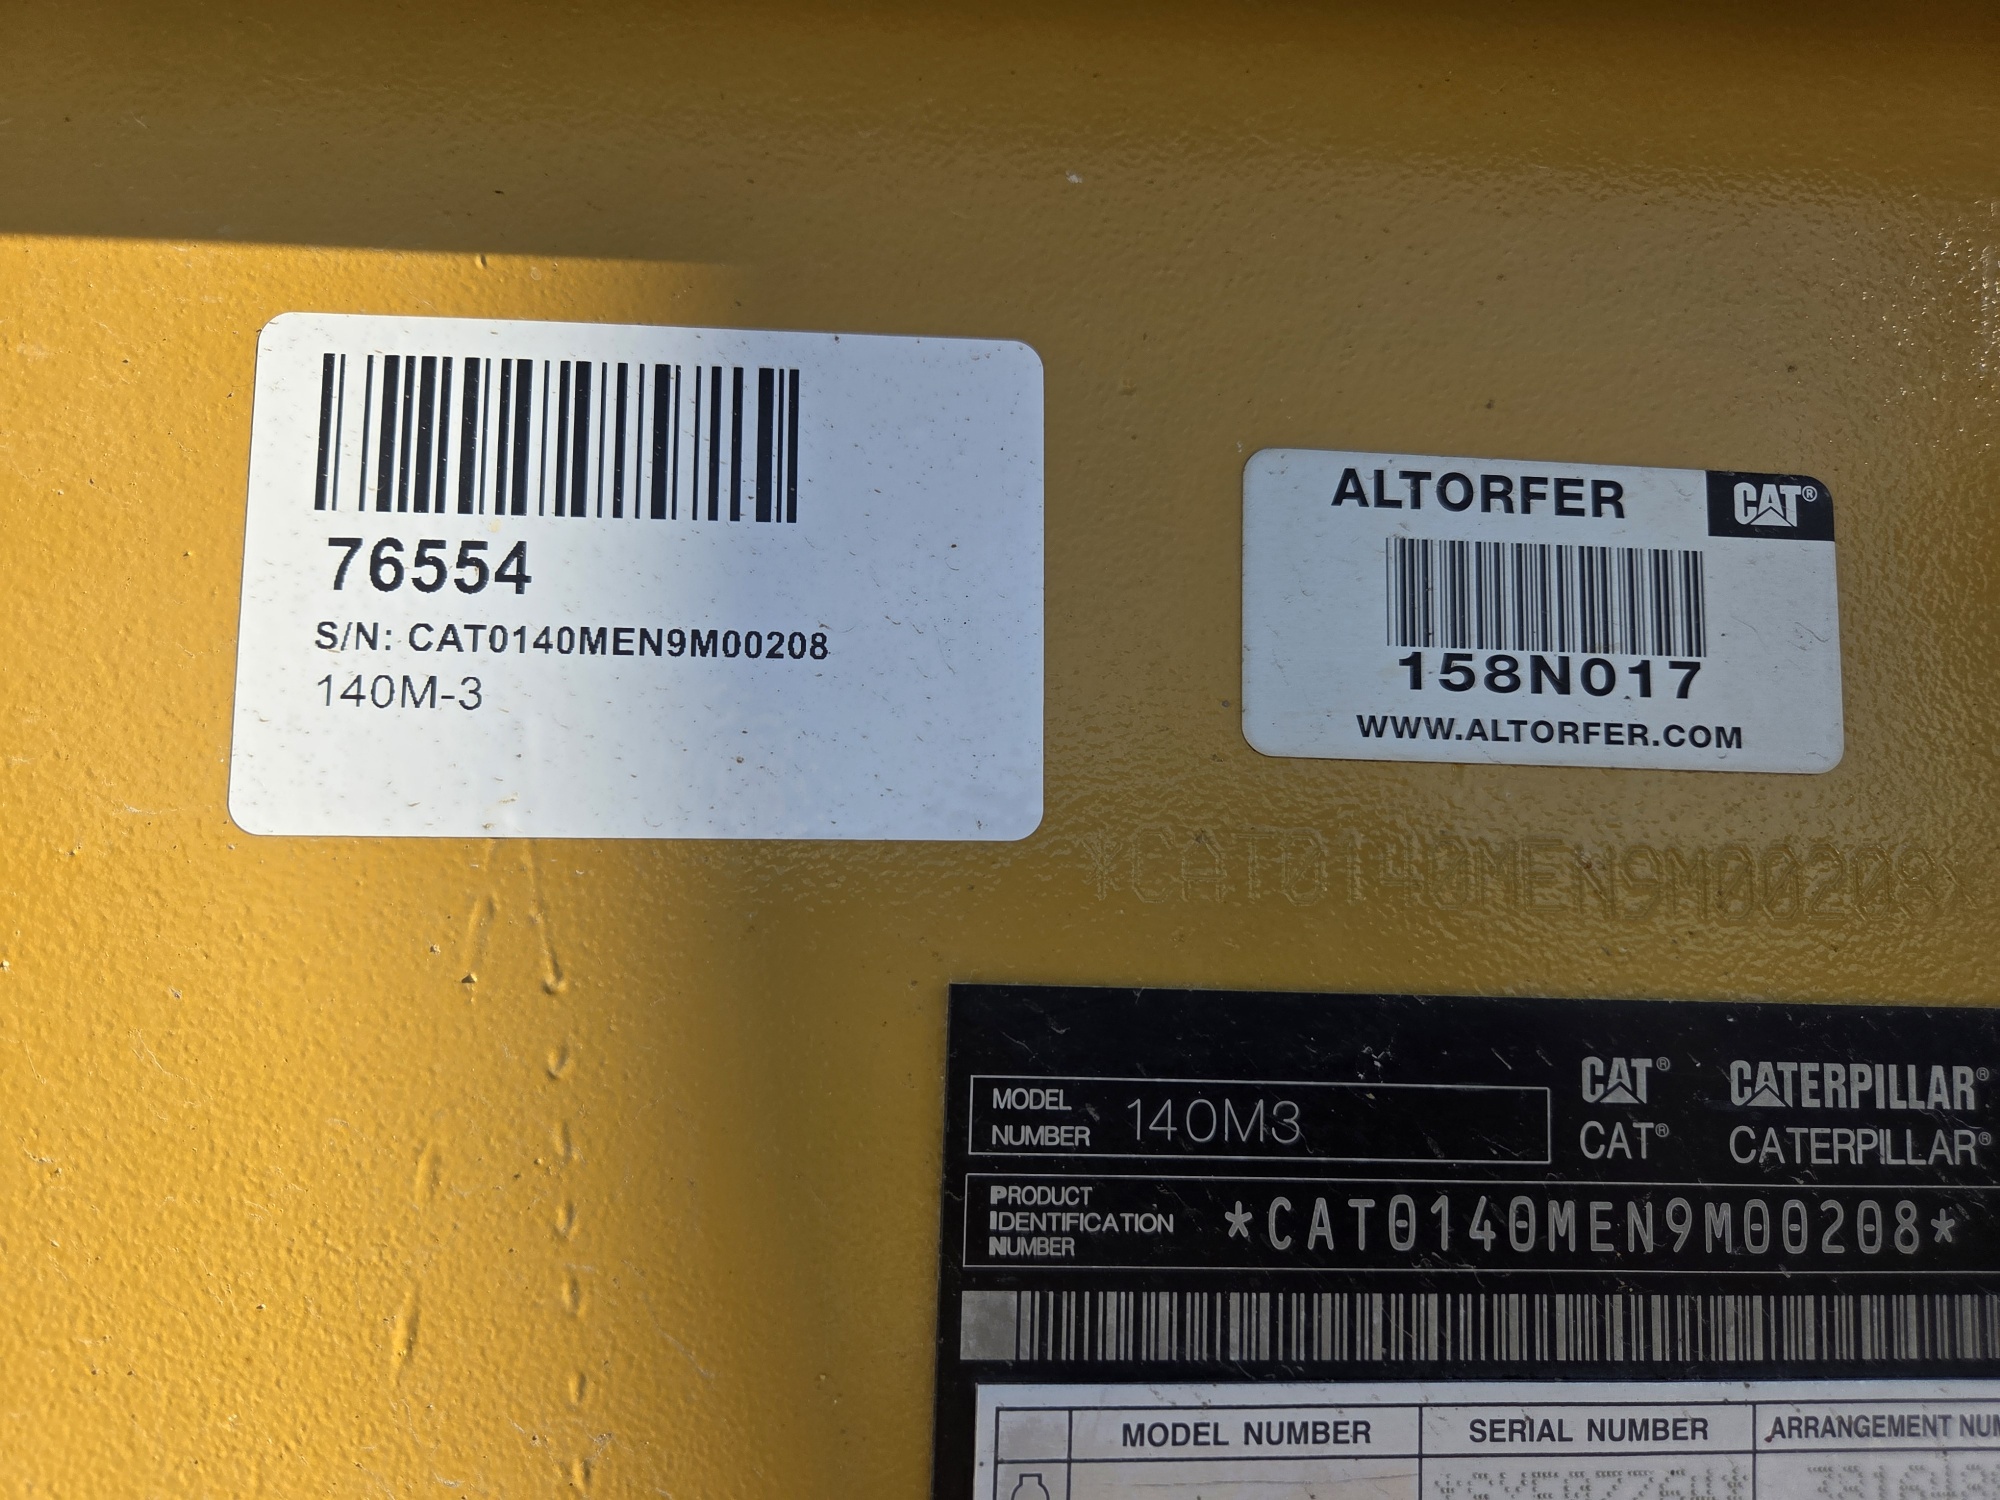 76554
S/N: CAT0140MEN9M00208
140M-3
ALTORFER
CAT®
158N017
WWW.ALTORFER.COM
*CAT0140MEN9M00208*
MODEL NUMBER 140M3
CAT® CATERPILLAR®
CAT® CATERPILLAR®
PRODUCT IDENTIFICATION NUMBER *CAT0140MEN9M00208*
MODEL NUMBER SERIAL NUMBER ARRANGEMENT